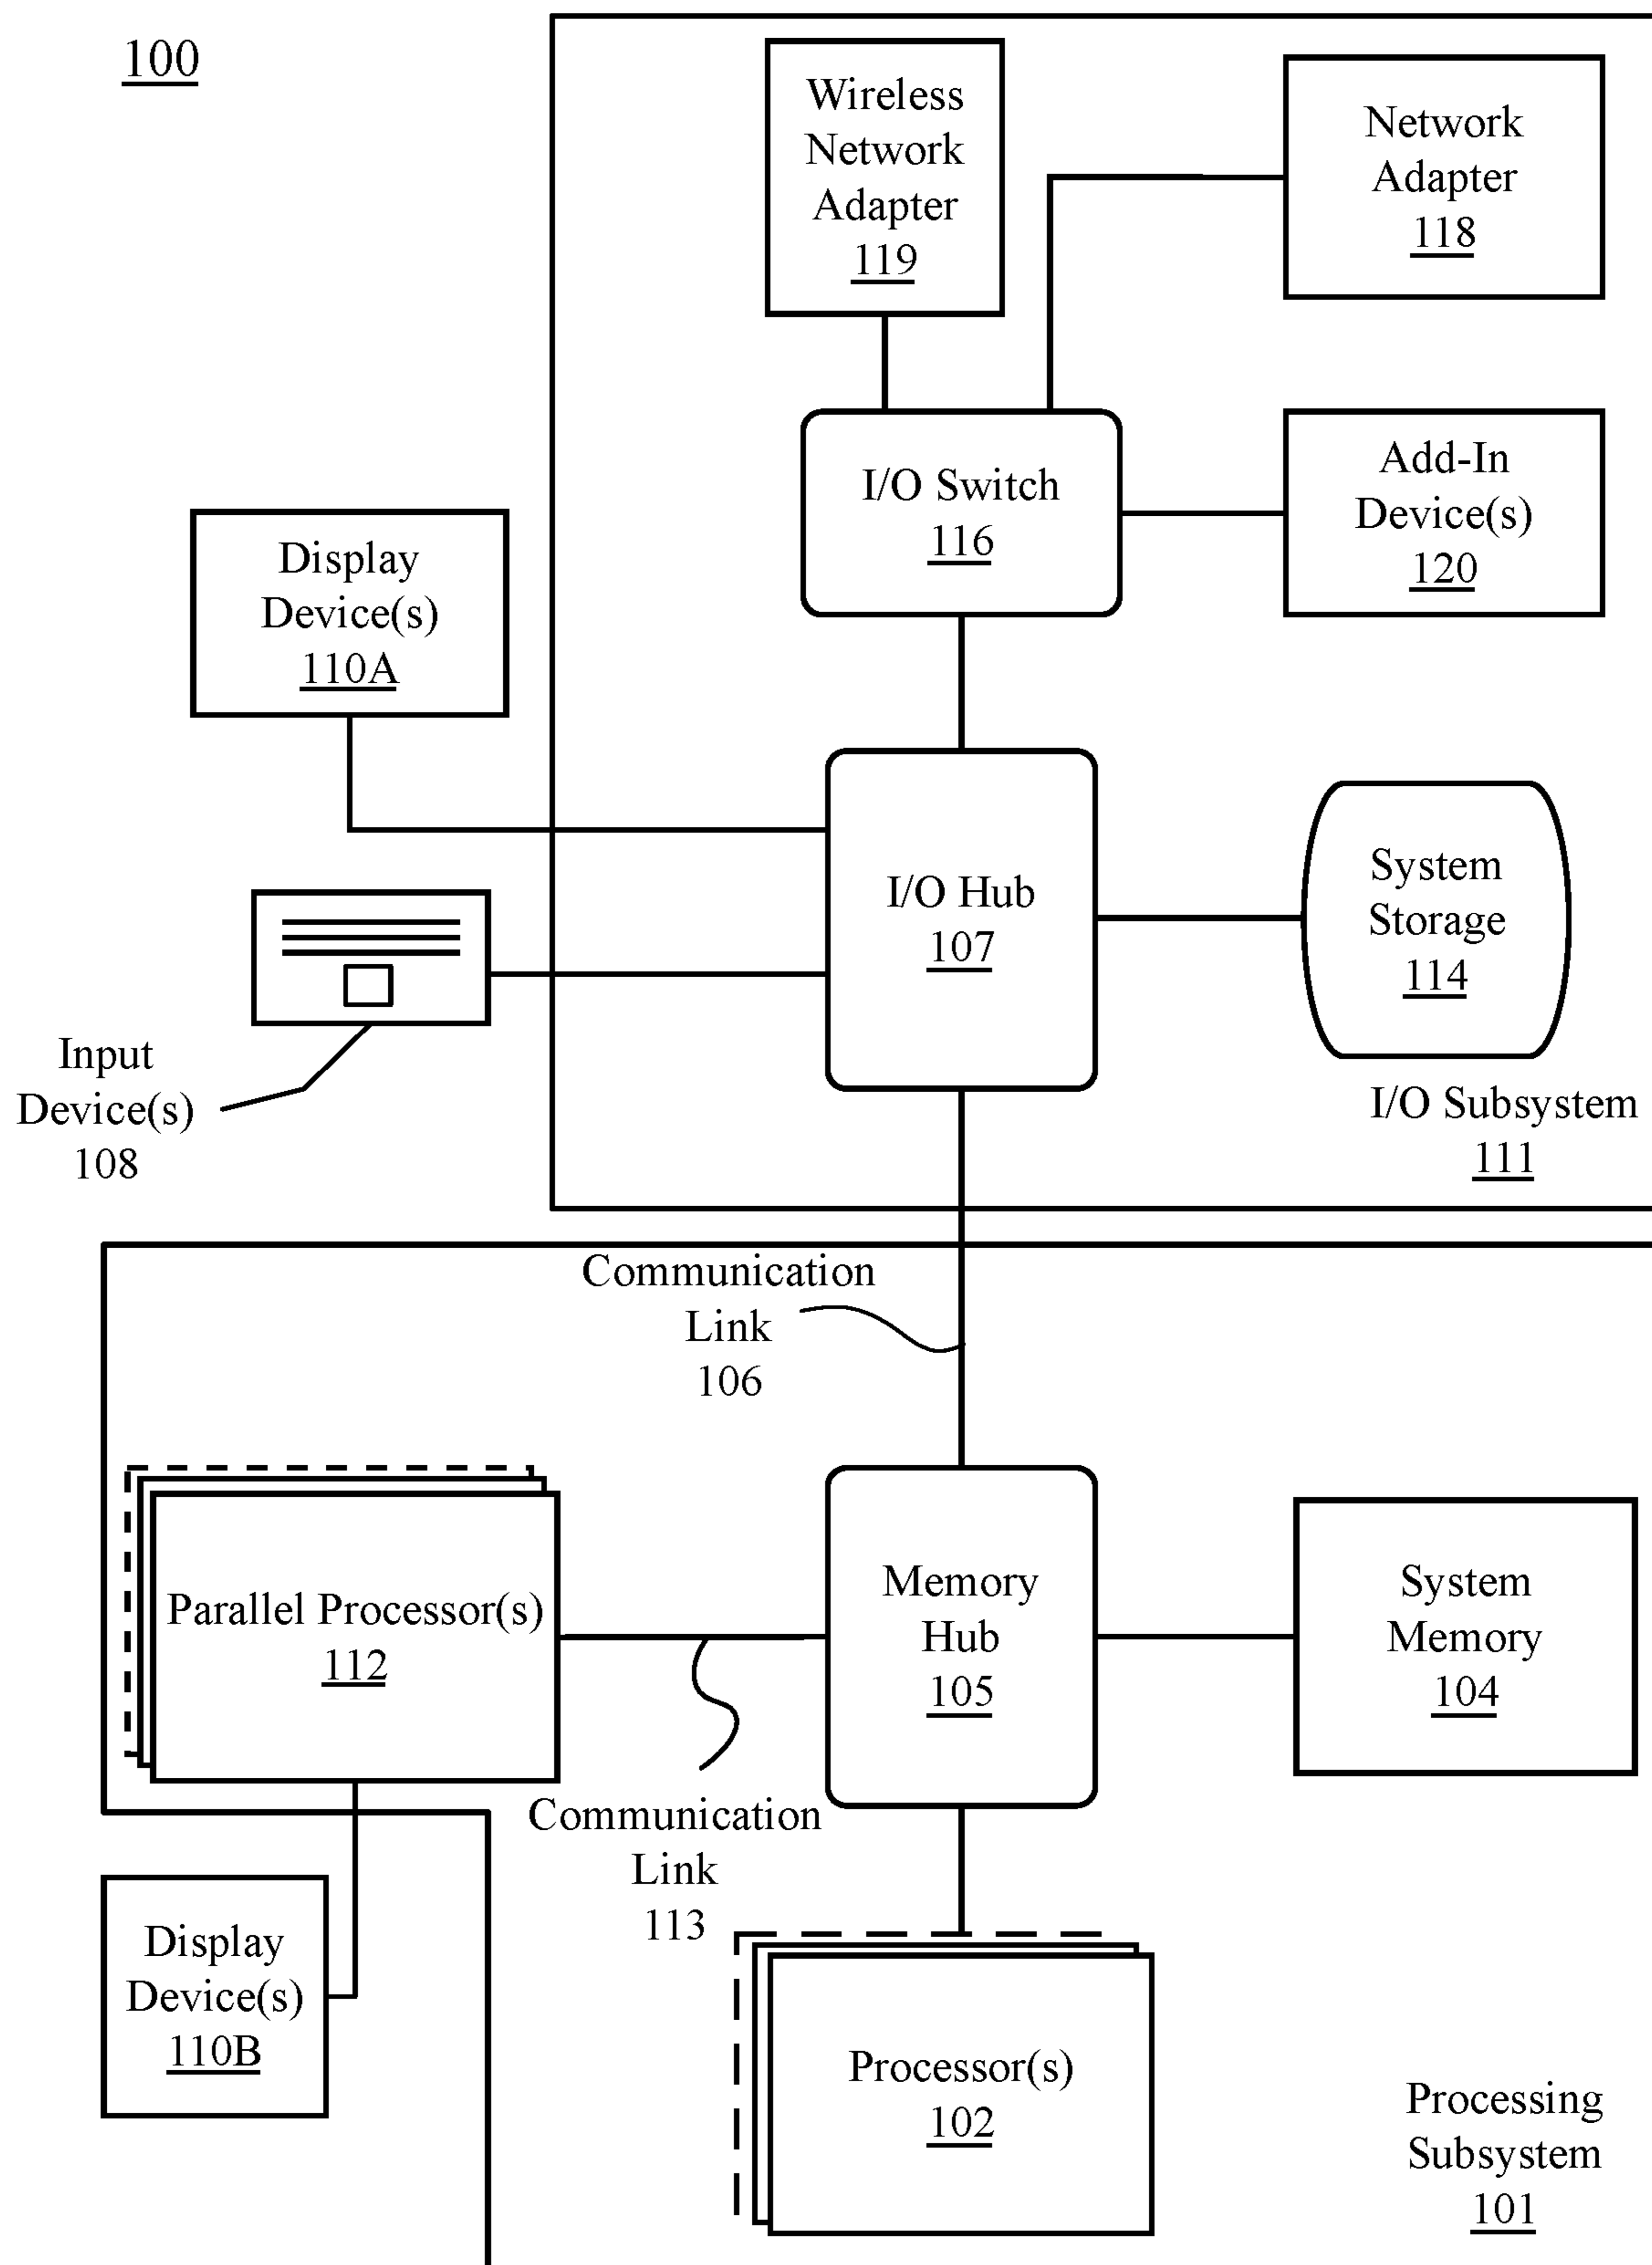 100
Wireless
Network
Adapter
119
Network
Adapter
118
I/O Switch
116
Add-In
Device(s)
120
Display
Device(s)
110A
I/O Hub
107
System
Storage
114
Input
Device(s)
108
I/O Subsystem
111
Communication
Link
106
Parallel Processor(s)
112
Memory
Hub
105
System
Memory
104
Communication
Link
113
Display
Device(s)
110B
Processor(s)
102
Processing
Subsystem
101